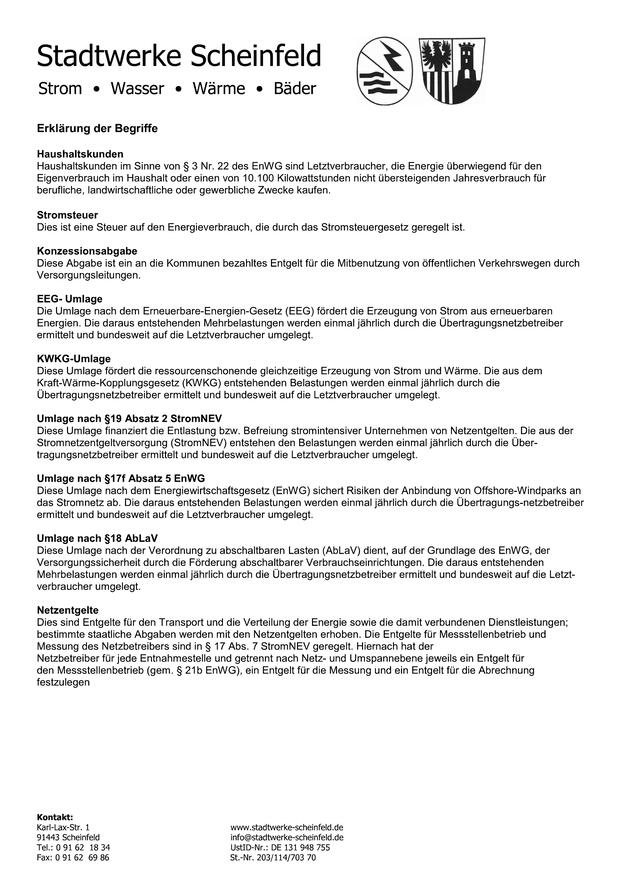 Stadtwerke Scheinfeld
Strom • Wasser • Wärme • Bäder
Erklärung der Begriffe
Haushaltskunden
Haushaltskunden im Sinne von § 3 Nr. 22 des EnWG sind Letztverbraucher, die Energie überwiegend für den
Eigenverbrauch im Haushalt oder einen von 10.100 Kilowattstunden nicht übersteigenden Jahresverbrauch für
berufliche, landwirtschaftliche oder gewerbliche Zwecke kaufen.
Stromsteuer
Dies ist eine Steuer auf den Energieverbrauch, die durch das Stromsteuergesetz geregelt ist.
Konzessionsabgabe
Diese Abgabe ist ein an die Kommunen bezahltes Entgelt für die Mitbenutzung von öffentlichen Verkehrswegen durch
Versorgungsleitungen.
EEG- Umlage
Die Umlage nach dem Erneuerbare-Energien-Gesetz (EEG) fördert die Erzeugung von Strom aus erneuerbaren
Energien. Die daraus entstehenden Mehrbelastungen werden einmal jährlich durch die Übertragungsnetzbetreiber
ermittelt und bundesweit auf die Letztverbraucher umgelegt.
KWKG-Umlage
Diese Umlage fördert die ressourcenschonende gleichzeitige Erzeugung von Strom und Wärme. Die aus dem
Kraft-Wärme-Kopplungsgesetz (KWKG) entstehenden Belastungen werden einmal jährlich durch die
Übertragungsnetzbetreiber ermittelt und bundesweit auf die Letztverbraucher umgelegt.
Umlage nach §19 Absatz 2 StromNEV
Diese Umlage finanziert die Entlastung bzw. Befreiung stromintensiver Unternehmen von Netzentgelten. Die aus der
Stromnetzentgeltversorgung (StromNEV) entstehen den Belastungen werden einmal jährlich durch die Über-
tragungsnetzbetreiber ermittelt und bundesweit auf die Letztverbraucher umgelegt.
Umlage nach §17f Absatz 5 EnWG
Diese Umlage nach dem Energiewirtschaftsgesetz (EnWG) sichert Risiken der Anbindung von Offshore-Windparks an
das Stromnetz ab. Die daraus entstehenden Belastungen werden einmal jährlich durch die Übertragungs-netzbetreiber
ermittelt und bundesweit auf die Letztverbraucher umgelegt.
Umlage nach §18 AbLaV
Diese Umlage nach der Verordnung zu abschaltbaren Lasten (AbLaV) dient, auf der Grundlage des EnWG, der
Versorgungssicherheit durch die Förderung abschaltbarer Verbrauchseinrichtungen. Die daraus entstehenden
Mehrbelastungen werden einmal jährlich durch die Übertragungsnetzbetreiber ermittelt und bundesweit auf die Letzt-
verbraucher umgelegt.
Netzentgelte
Dies sind Entgelte für den Transport und die Verteilung der Energie sowie die damit verbundenen Dienstleistungen;
bestimmte staatliche Abgaben werden mit den Netzentgelten erhoben. Die Entgelte für Messstellenbetrieb und
Messung des Netzbetreibers sind in § 17 Abs. 7 StromNEV geregelt. Hiernach hat der
Netzbetreiber für jede Entnahmestelle und getrennt nach Netz- und Umspannebene jeweils ein Entgelt für
den Messstellenbetrieb (gem. § 21b EnWG), ein Entgelt für die Messung und ein Entgelt für die Abrechnung
festzulegen
Kontakt:
Karl-Lax-Str. 1
91443 Scheinfeld
Tel.: 0 91 62 18 34
Fax: 0 91 62 69 86
www.stadtwerke-scheinfeld.de
info@stadtwerke-scheinfeld.de
UstID-Nr.: DE 131 948 755
St.-Nr. 203/114/703 70